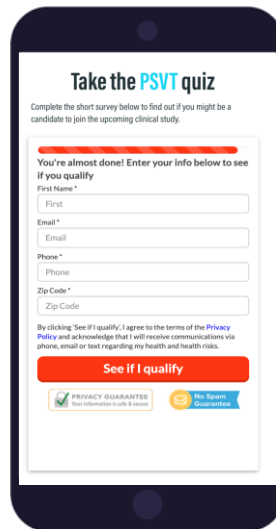 Take the PSVT quiz
Complete the short survey below to find out if you might be a
candidate to join the upcoming clinical study.
You're almost done! Enter your info below to see
if you qualify
First Name *
First
Email *
Email
Phone *
Phone
Zip Code *
Zip Code
By clicking 'See if I qualify', I agree to the terms of the Privacy
Policy and acknowledge that I will receive communications via
phone, email or text regarding my health and health risks.
See if I qualify
PRIVACY GUARANTEE
Your information is safe & secure
No Spam
Guarantee